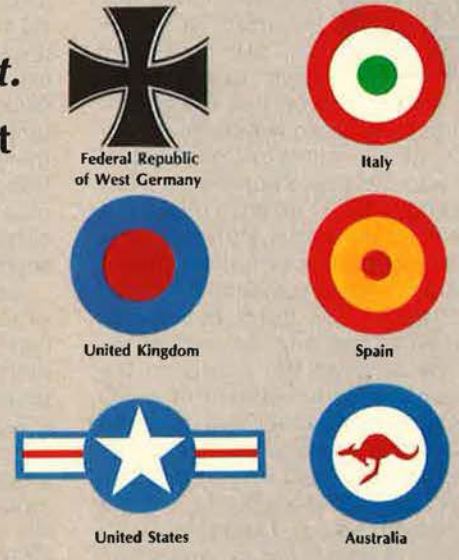 t.
t
Federal Republic
of West Germany
Italy
United Kingdom
Spain
United States
Australia